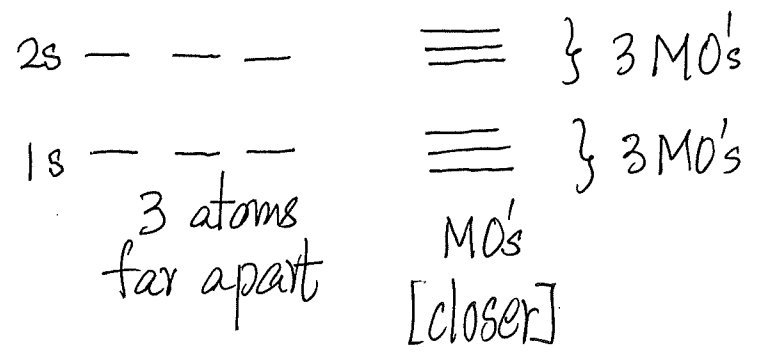 2s } 3 MO's
1s } 3 MO's
3 atoms
far apart
MO's
[closer]